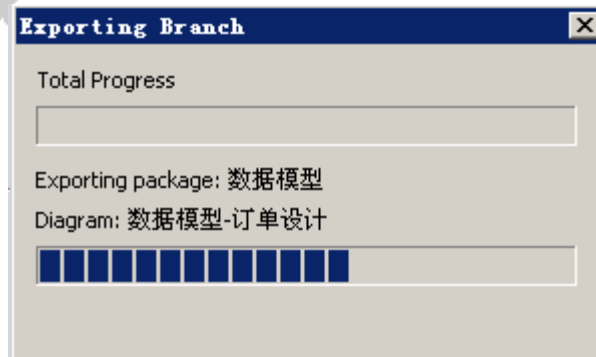 Exporting Branch
Total Progress
Exporting package: 数据模型
Diagram: 数据模型-订单设计